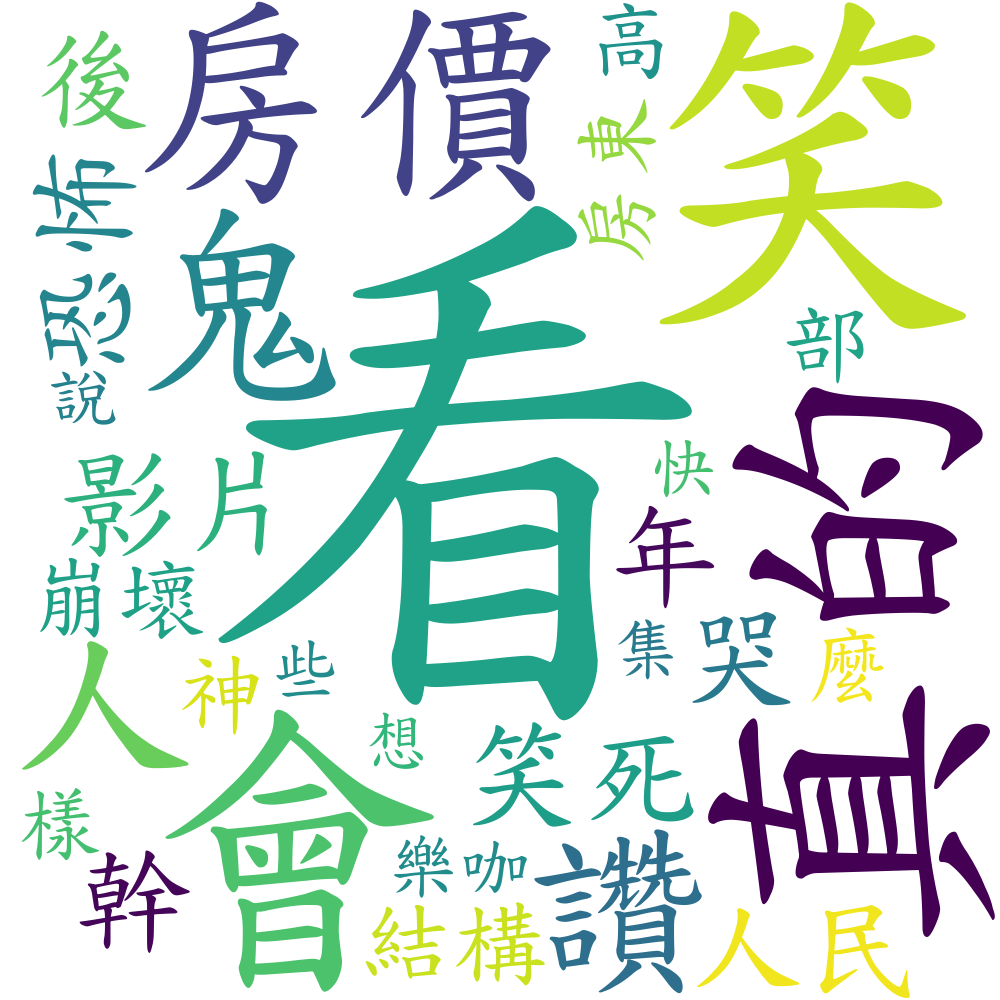 後
房價
高
笑
房東
恐怖
鬼
看
部
說
真的
影片
快
年
崩壞
人
神
些
集
哭
麼
會
想
笑死
樣
幹
樂咖
讚
結構
人民